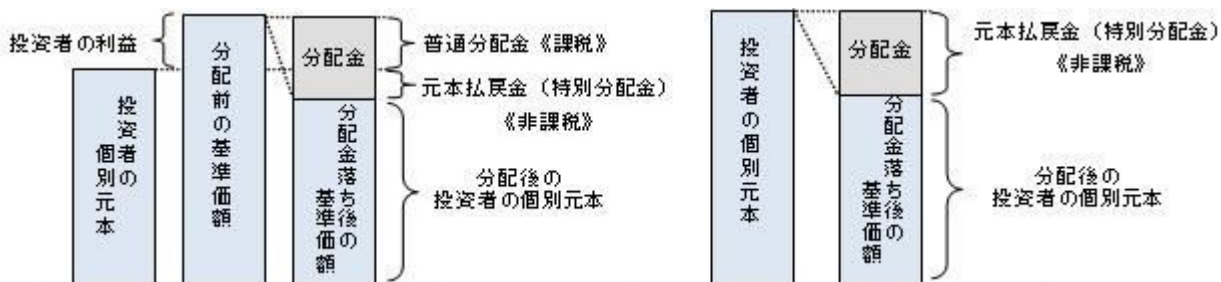 投資者の利益
投資者の
個別元本
分配前の基準価額
分配金
分配金落ち後の
基準価額
普通分配金《課税》
元本払戻金（特別分配金）
《非課税》
分配後の
投資者の個別元本
投資者の個別元本
分配金
分配金落ち後の
基準価額
元本払戻金（特別分配金）
《非課税》
分配後の
投資者の個別元本